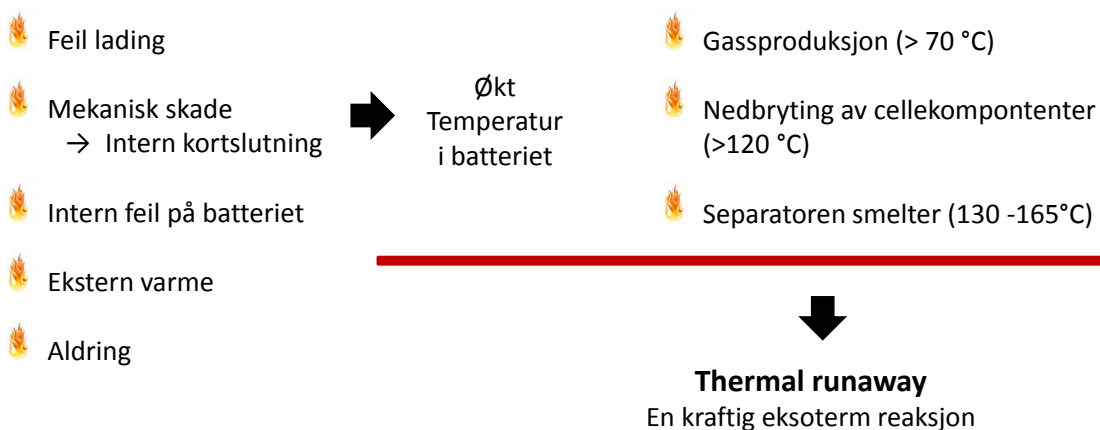 Feil lading
Mekanisk skade
→ Intern kortslutning
Intern feil på batteriet
Ekstern varme
Aldring
Økt
Temperatur
i batteriet
Gassproduksjon (> 70 °C)
Nedbryting av cellekompontenter
(>120 °C)
Separatoren smelter (130 -165°C)
Thermal runaway
En kraftig eksoterm reaksjon